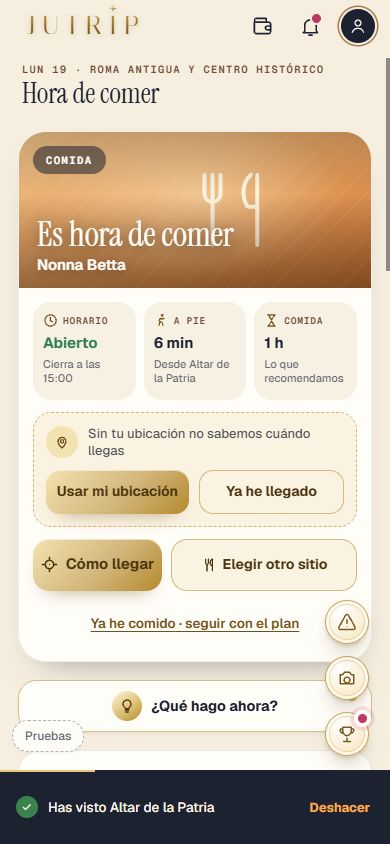 JUTRIP
LUN 19 · ROMA ANTIGUA Y CENTRO HISTÓRICO
Hora de comer
COMIDA
Es hora de comer
Nonna Betta
HORARIO
Abierto
Cierra a las
15:00
A PIE
6 min
Desde Altar de
la Patria
COMIDA
1 h
Lo que
recomendamos
Sin tu ubicación no sabemos cuándo
llegas
Usar mi ubicación
Ya he llegado
Cómo llegar
Elegir otro sitio
Ya he comido · seguir con el plan
¿Qué hago ahora?
Pruebas
Has visto Altar de la Patria
Deshacer